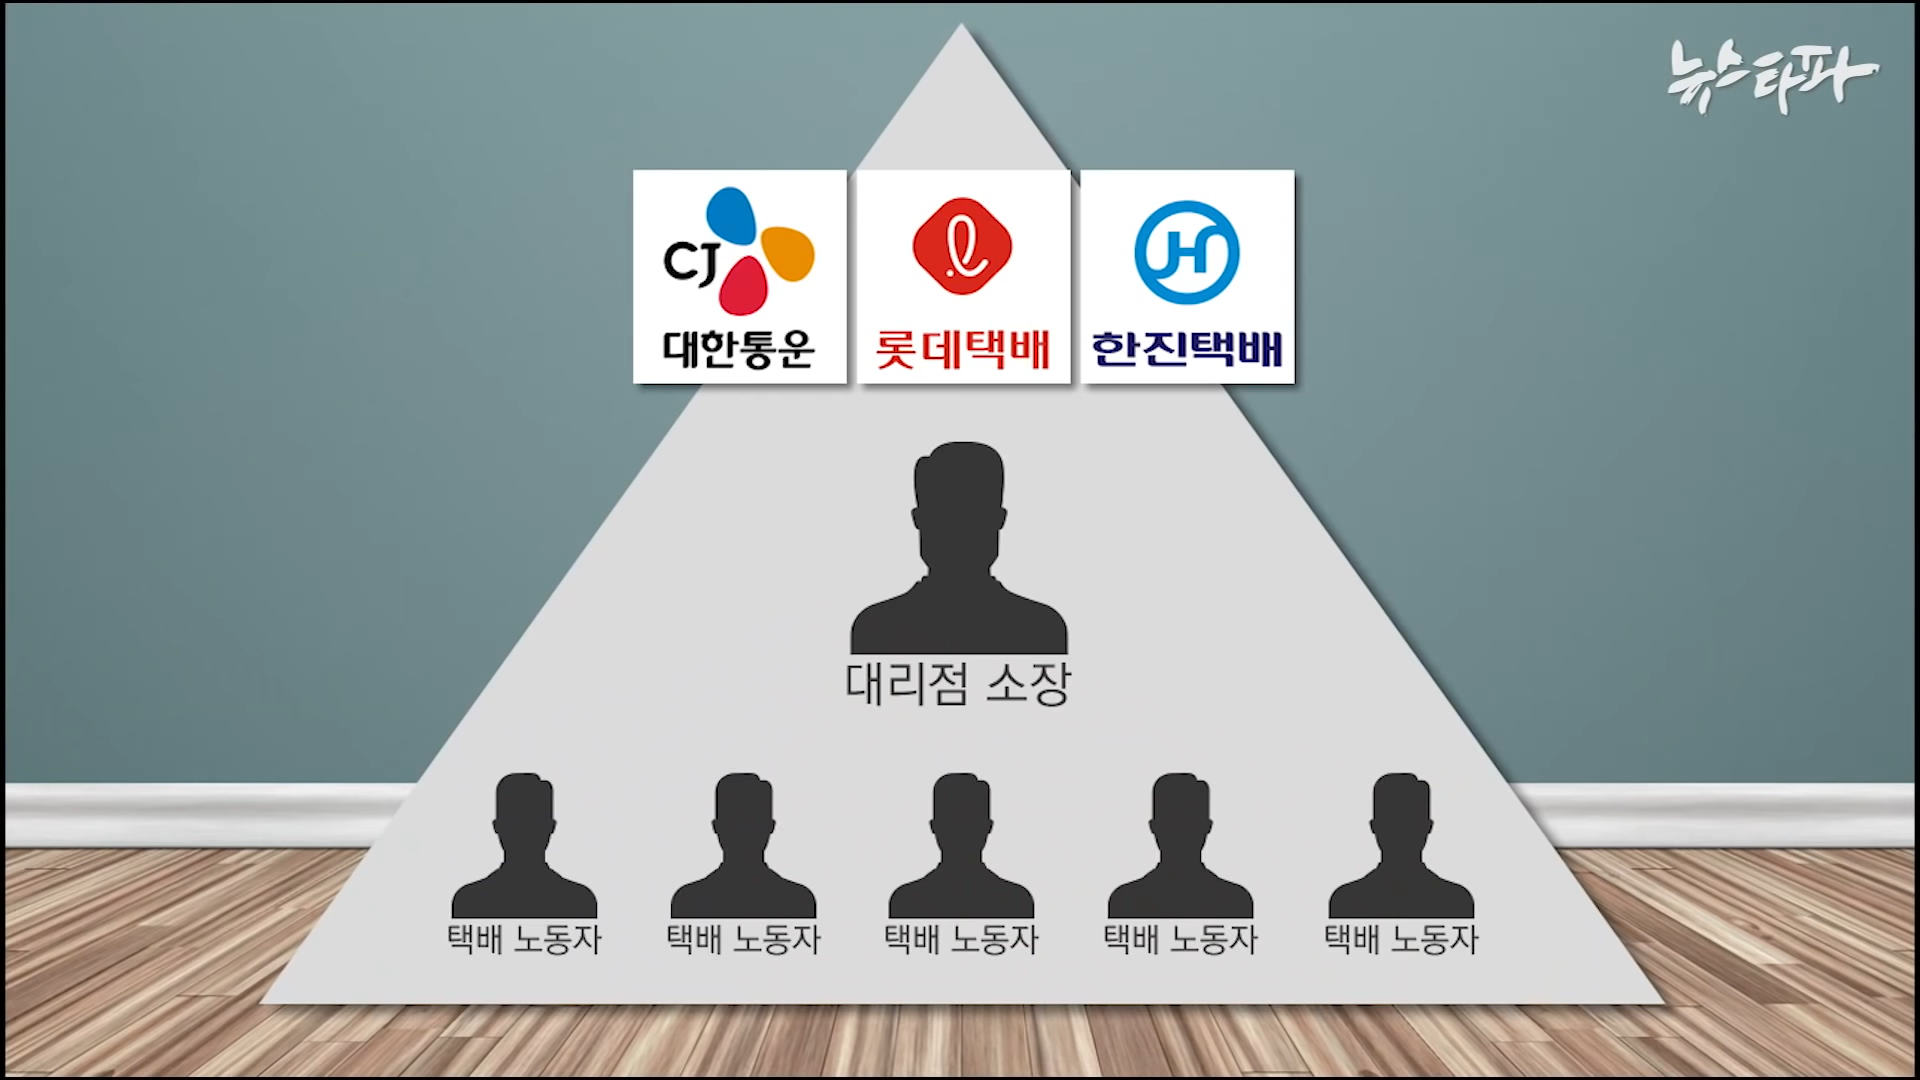 뉴스타파
CJ
대한통운
롯데택배
한진택배
대리점 소장
택배 노동자
택배 노동자
택배 노동자
택배 노동자
택배 노동자